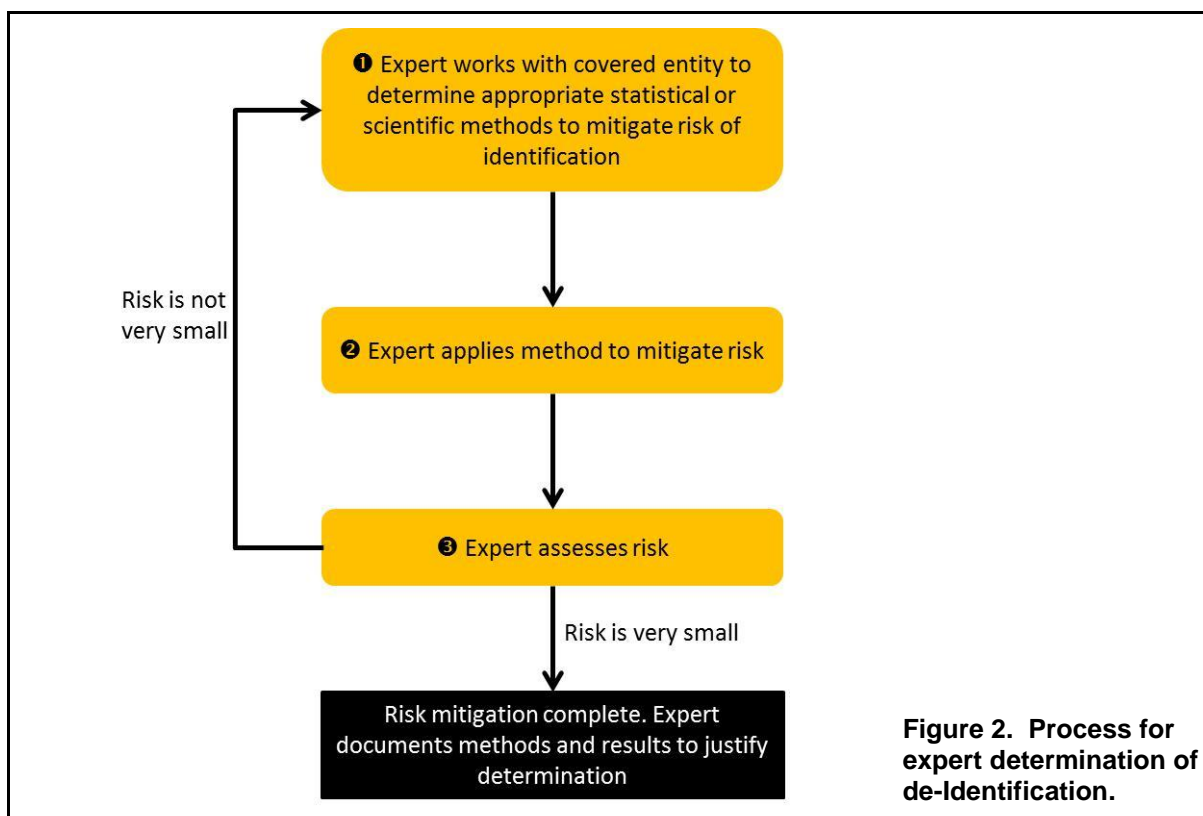 ❶ Expert works with covered entity to
determine appropriate statistical or
scientific methods to mitigate risk of
identification
Risk is not
very small
❷ Expert applies method to mitigate risk
❸ Expert assesses risk
Risk is very small
Risk mitigation complete. Expert
documents methods and results to justify
determination
Figure 2. Process for
expert determination of
de-Identification.